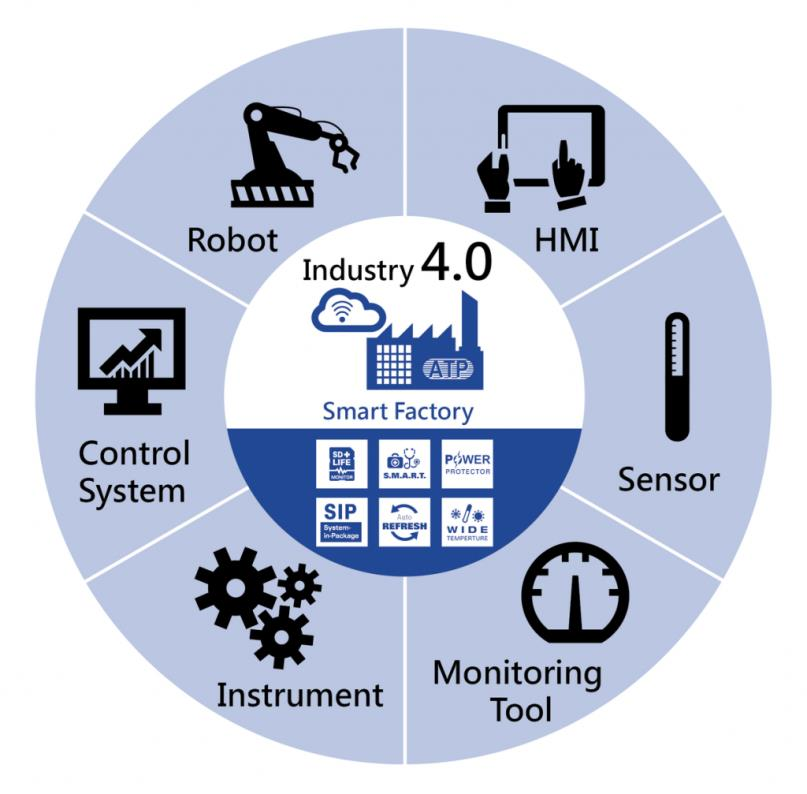 Robot
HMI
Industry 4.0
ATP
Smart Factory
Control
System
Sensor
SD+
LIFE
MONITOR
S.M.A.R.T.
POWER
PROTECTOR
SIP
System-
in-Package
Auto
REFRESH
WIDE
TEMPERTURE
Instrument
Monitoring
Tool